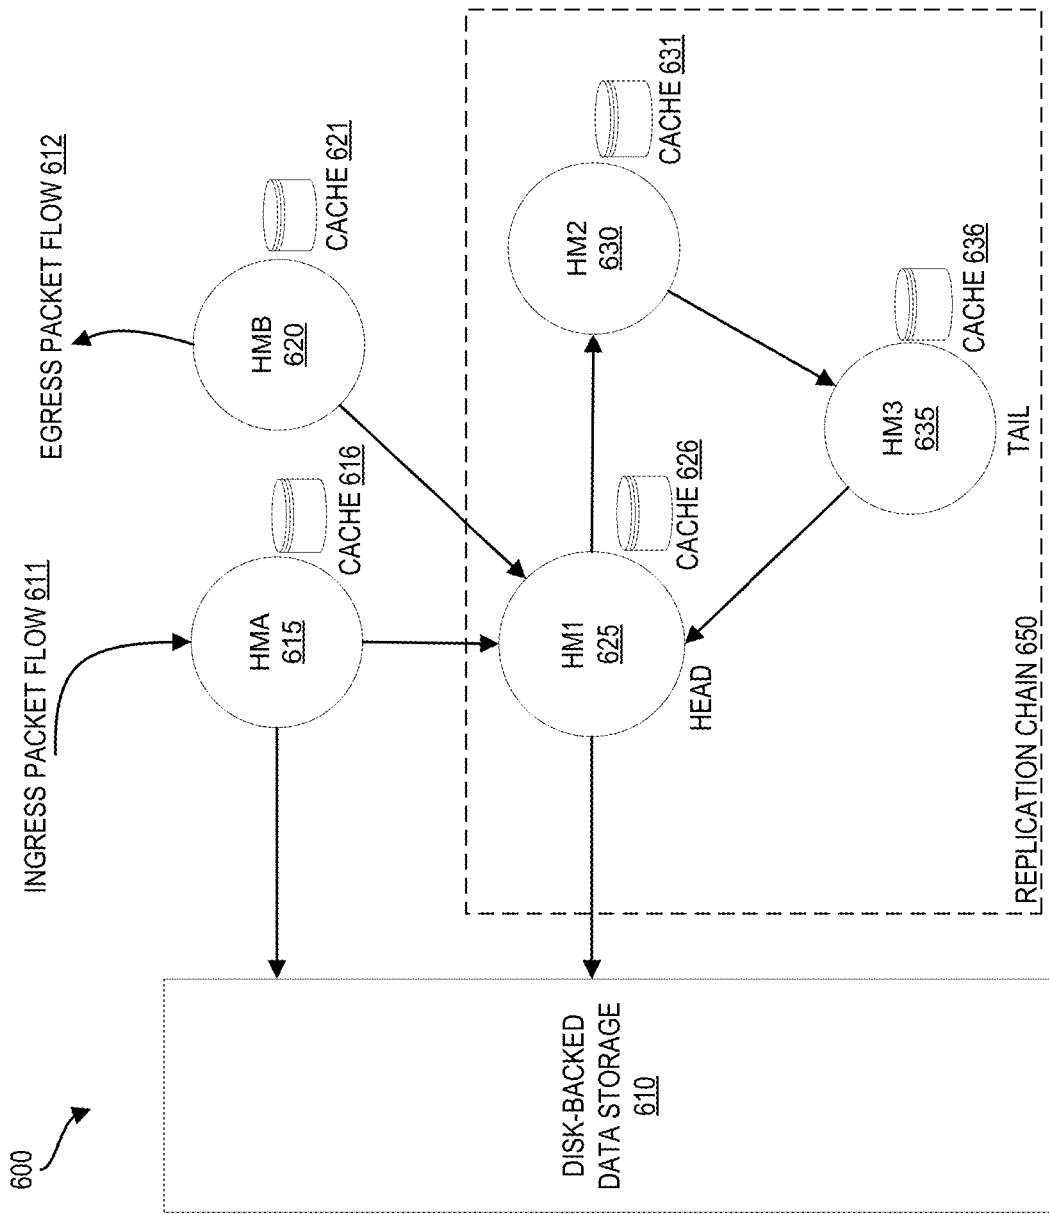 600
INGRESS PACKET FLOW 611
EGRESS PACKET FLOW 612
HMA
615
CACHE 616
HMB
620
CACHE 621
DISK-BACKED
DATA STORAGE
610
HM1
625
HEAD
CACHE 626
HM2
630
CACHE 631
HM3
635
TAIL
CACHE 636
REPLICATION CHAIN 650